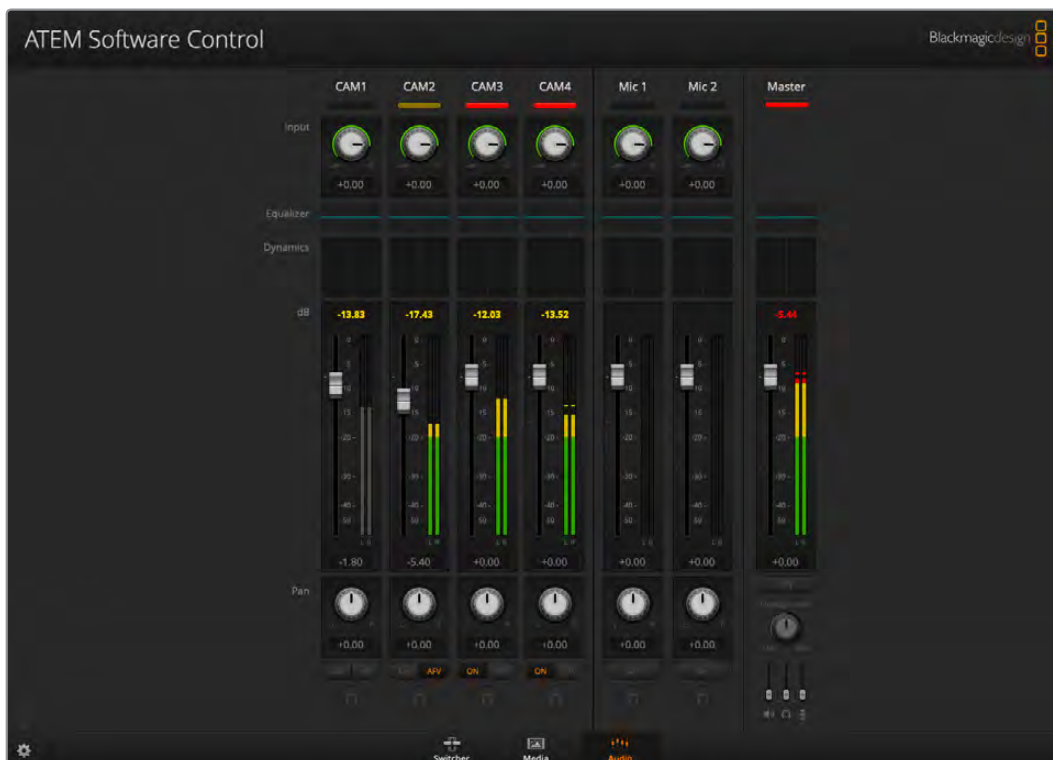 ATEM Software Control
Blackmagicdesign
CAM1 CAM2 CAM3 CAM4 Mic 1 Mic 2 Master
Input
+0.00 +0.00 +0.00 +0.00 +0.00 +0.00
Equalizer
Dynamics
dB -13.83 -17.43 -12.03 -13.52 -5.44
-1.80 -5.40 +0.00 +0.00 +0.00 +0.00 +0.00
Pan
+0.00 +0.00 +0.00 +0.00 +0.00 +0.00
AFV ON ON
Switcher Media Audio